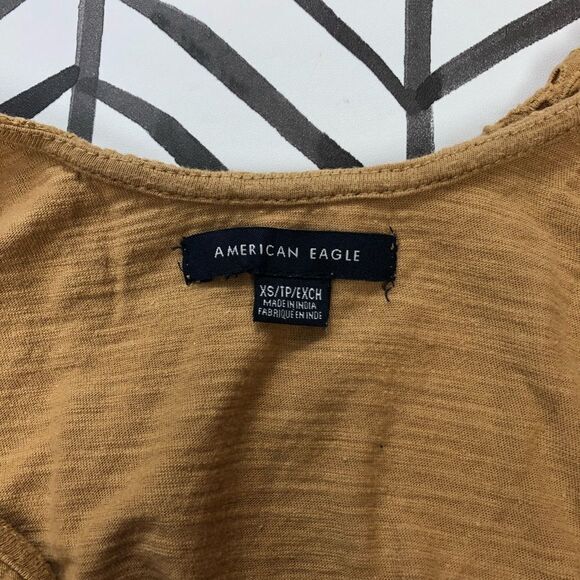 AMERICAN EAGLE
XS/TP/EXCH
MADE IN INDIA
FABRIQUE EN INDE